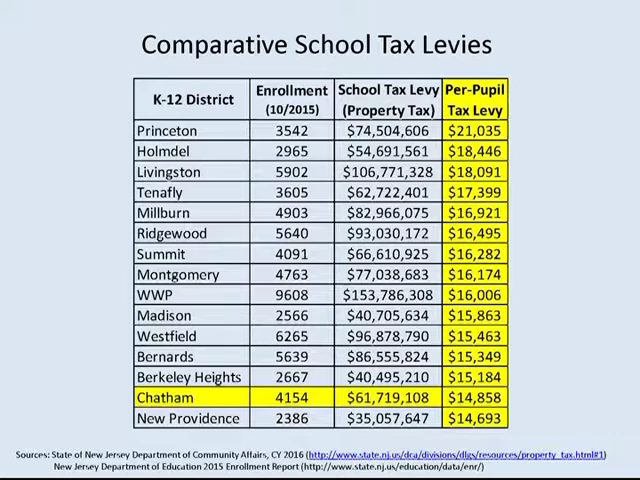 Comparative School Tax Levies
K-12 District Enrollment (10/2015) School Tax Levy (Property Tax) Per-Pupil Tax Levy
Princeton 3542 $74,504,606 $21,035
Holmdel 2965 $54,691,561 $18,446
Livingston 5902 $106,771,328 $18,091
Tenafly 3605 $62,722,401 $17,399
Millburn 4903 $82,966,075 $16,921
Ridgewood 5640 $93,030,172 $16,495
Summit 4091 $66,610,925 $16,282
Montgomery 4763 $77,038,683 $16,174
WWP 9608 $153,786,308 $16,006
Madison 2566 $40,705,634 $15,863
Westfield 6265 $96,878,790 $15,463
Bernards 5639 $86,555,824 $15,349
Berkeley Heights 2667 $40,495,210 $15,184
Chatham 4154 $61,719,108 $14,858
New Providence 2386 $35,057,647 $14,693
Sources: State of New Jersey Department of Community Affairs, CY 2016 (http://www.state.nj.us/dca/divisions/dlgs/resources/property_tax.html#1)
New Jersey Department of Education 2015 Enrollment Report (http://www.state.nj.us/education/data/enr/)